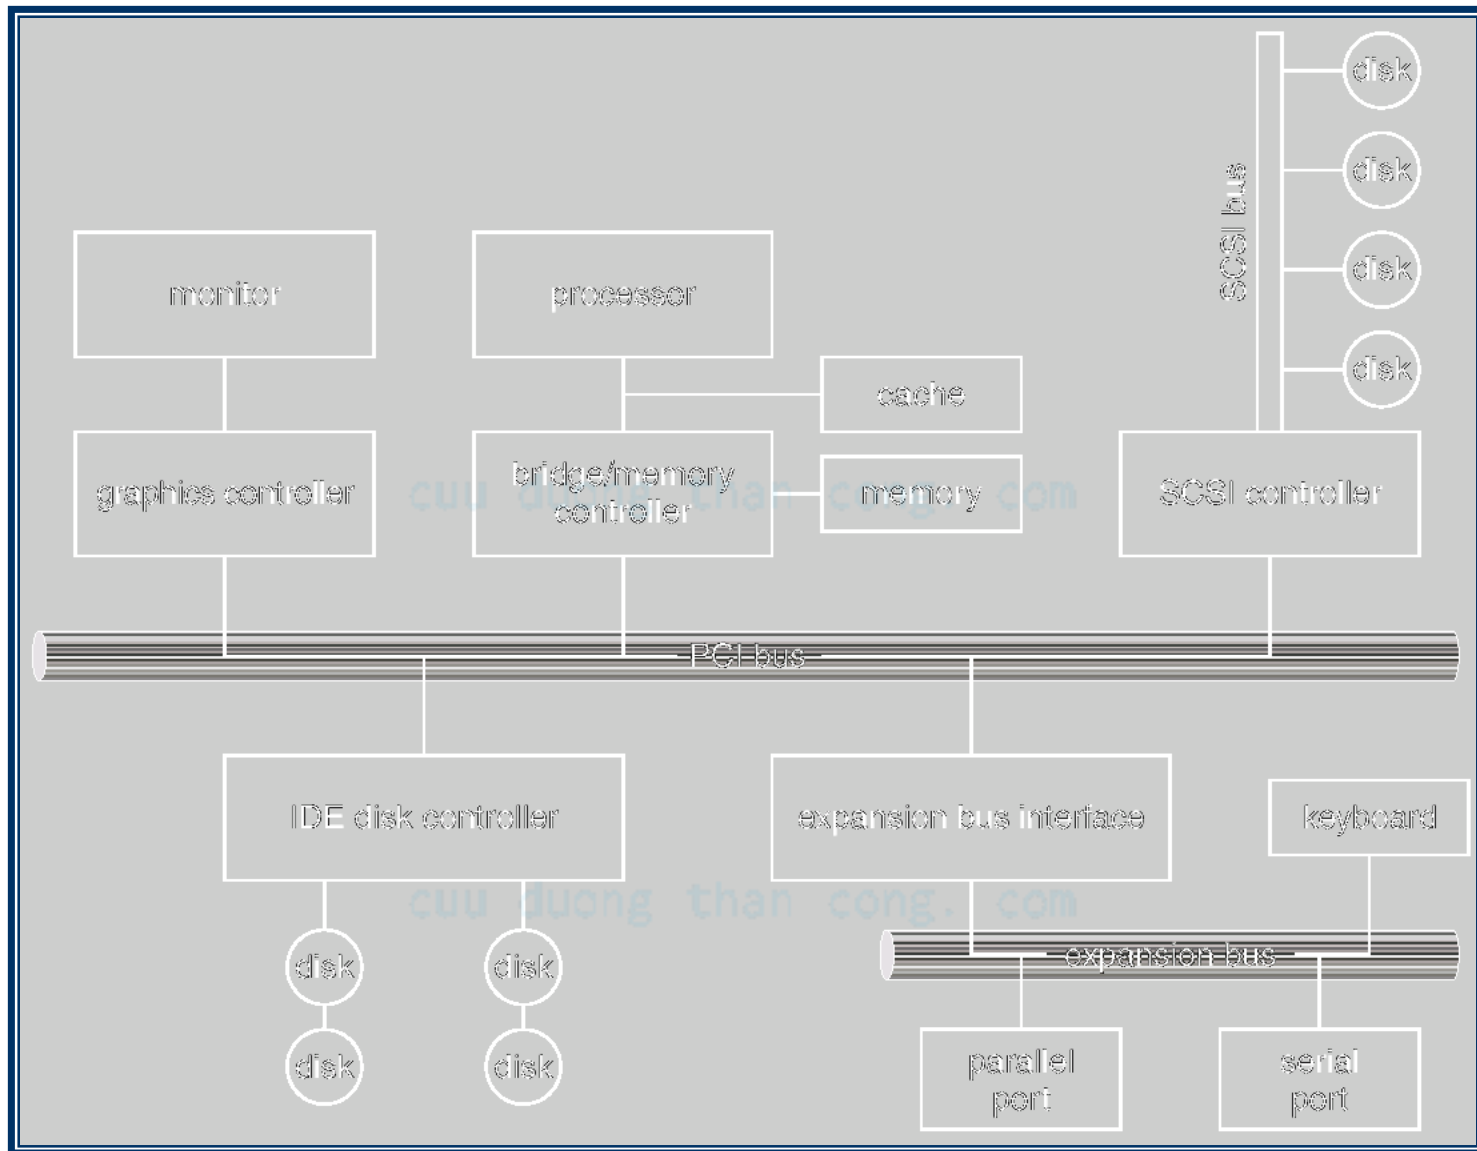 disk
disk
SCSI bus
disk
disk
monitor
processor
cache
graphics controller
bridge/memory
controller
memory
SCSI controller
cuu duong than cong. com
PCI bus
IDE disk controller
expansion bus interface
keyboard
cuu duong than cong. com
disk
disk
expansion bus
disk
disk
parallel
port
serial
port